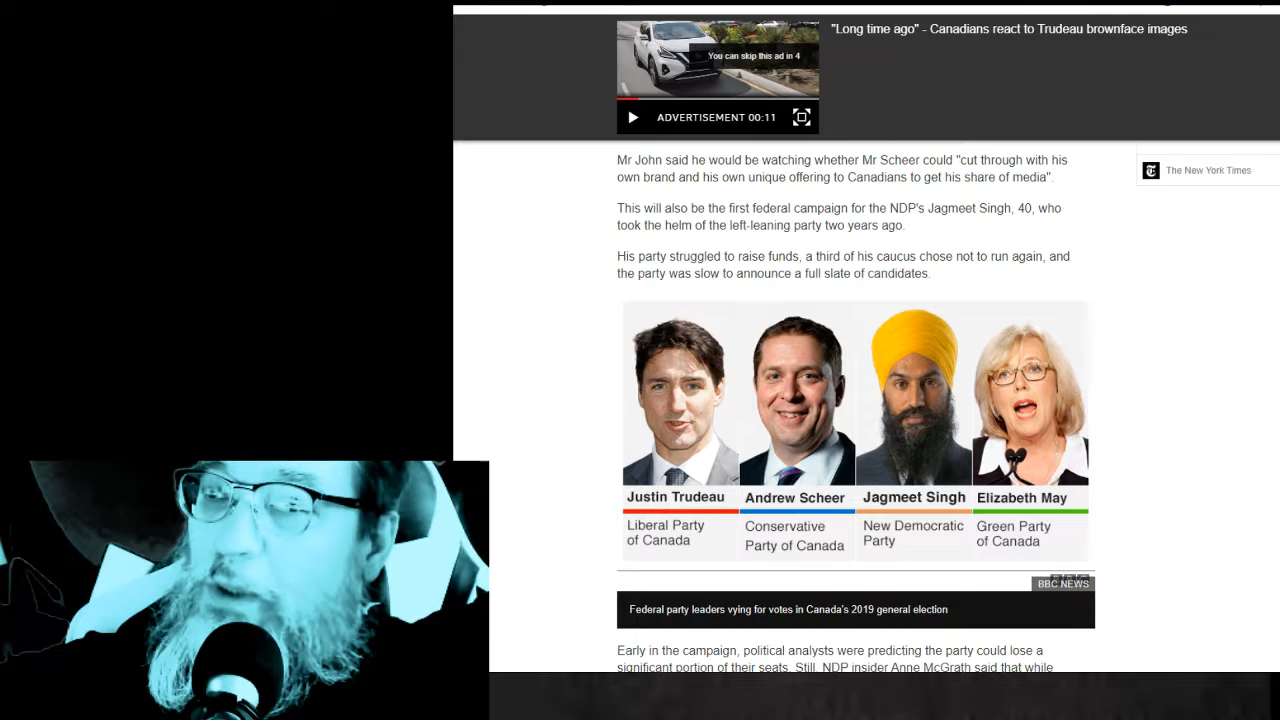 "Long time ago" - Canadians react to Trudeau brownface images
You can skip this ad in 4
ADVERTISEMENT 00:11
Mr John said he would be watching whether Mr Scheer could "cut through with his
own brand and his own unique offering to Canadians to get his share of media".
The New York Times
This will also be the first federal campaign for the NDP's Jagmeet Singh, 40, who
took the helm of the left-leaning party two years ago.
His party struggled to raise funds, a third of his caucus chose not to run again, and
the party was slow to announce a full slate of candidates.
Justin Trudeau
Liberal Party
of Canada
Andrew Scheer
Conservative
Party of Canada
Jagmeet Singh
New Democratic
Party
Elizabeth May
Green Party
of Canada
BBC NEWS
Federal party leaders vying for votes in Canada's 2019 general election
Early in the campaign, political analysts were predicting the party could lose a
significant portion of their seats. Still, NDP insider Anne McGrath said that while